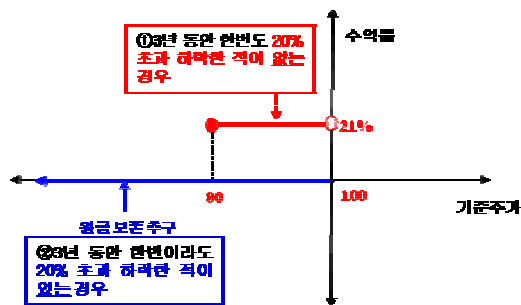 ①3년 동안 한번도 20%
초과 하락한 적이 없는
경우
수익률
21%
80
100
기준주가
원금 보존 추구
②3년 동안 한번이라도
20% 초과 하락한 적이
있는 경우